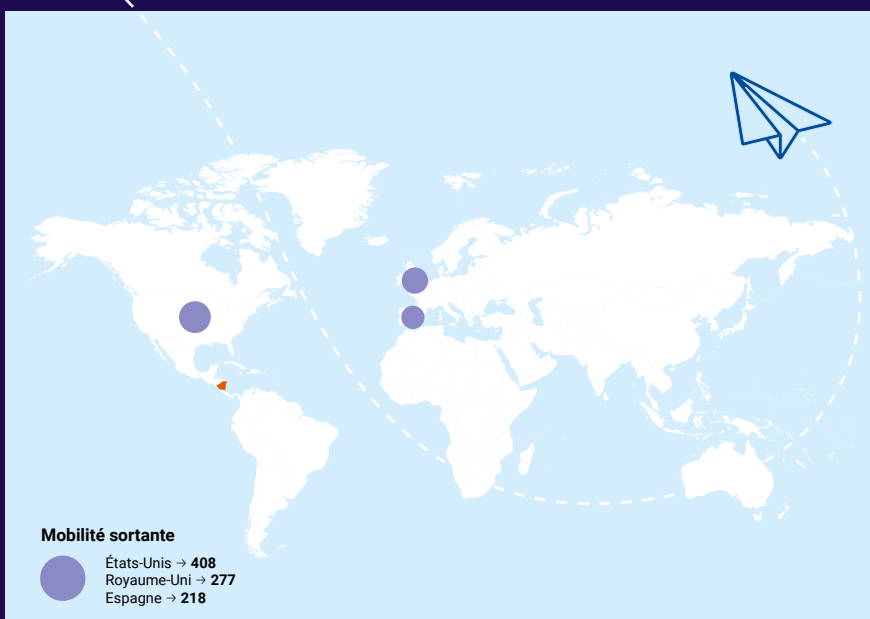 Mobilité sortante
États-Unis → 408
Royaume-Uni → 277
Espagne → 218